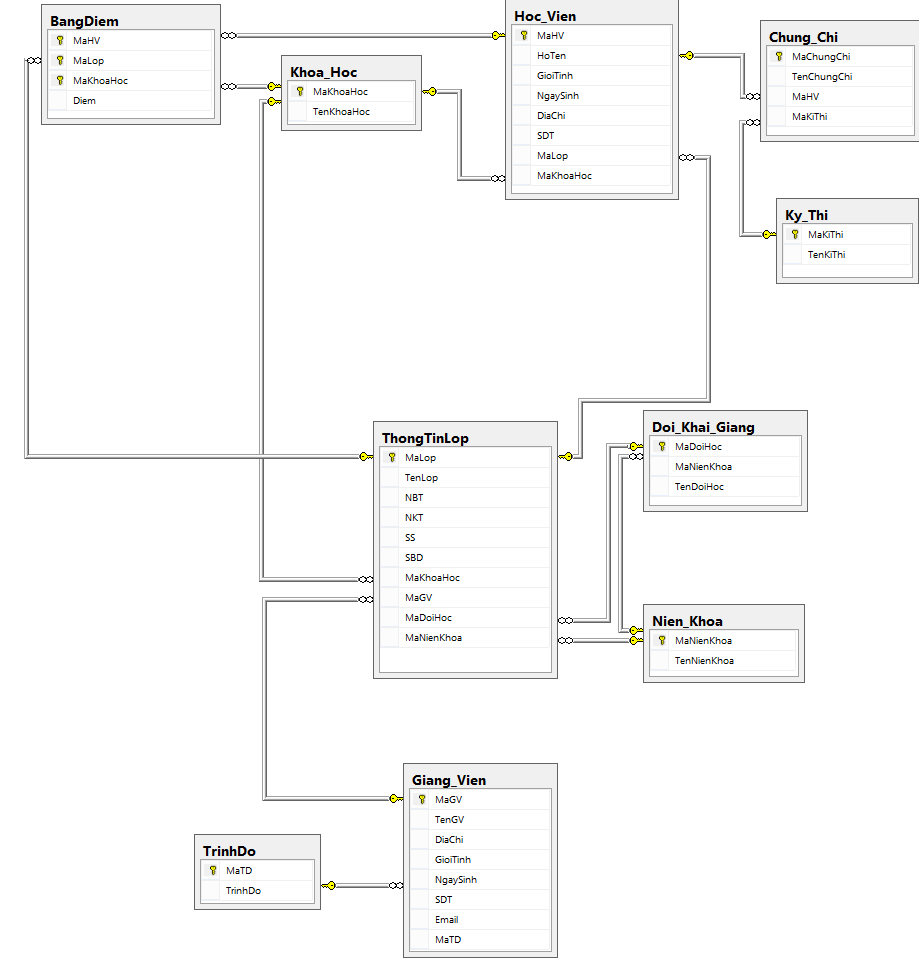 BangDiem
MaHV
MaLop
MaKhoaHoc
Diem
Khoa_Hoc
MaKhoaHoc
TenKhoaHoc
Hoc_Vien
MaHV
HoTen
GioiTinh
NgaySinh
DiaChi
SDT
MaLop
MaKhoaHoc
Chung_Chi
MaChungChi
TenChungChi
MaHV
MaKiThi
Ky_Thi
MaKiThi
TenKiThi
ThongTinLop
MaLop
TenLop
NBT
NKT
SS
SBD
MaKhoaHoc
MaGV
MaDoiHoc
MaNienKhoa
Doi_Khai_Giang
MaDoiHoc
MaNienKhoa
TenDoiHoc
Nien_Khoa
MaNienKhoa
TenNienKhoa
Giang_Vien
MaGV
TenGV
DiaChi
GioiTinh
NgaySinh
SDT
Email
MaTD
TrinhDo
MaTD
TrinhDo